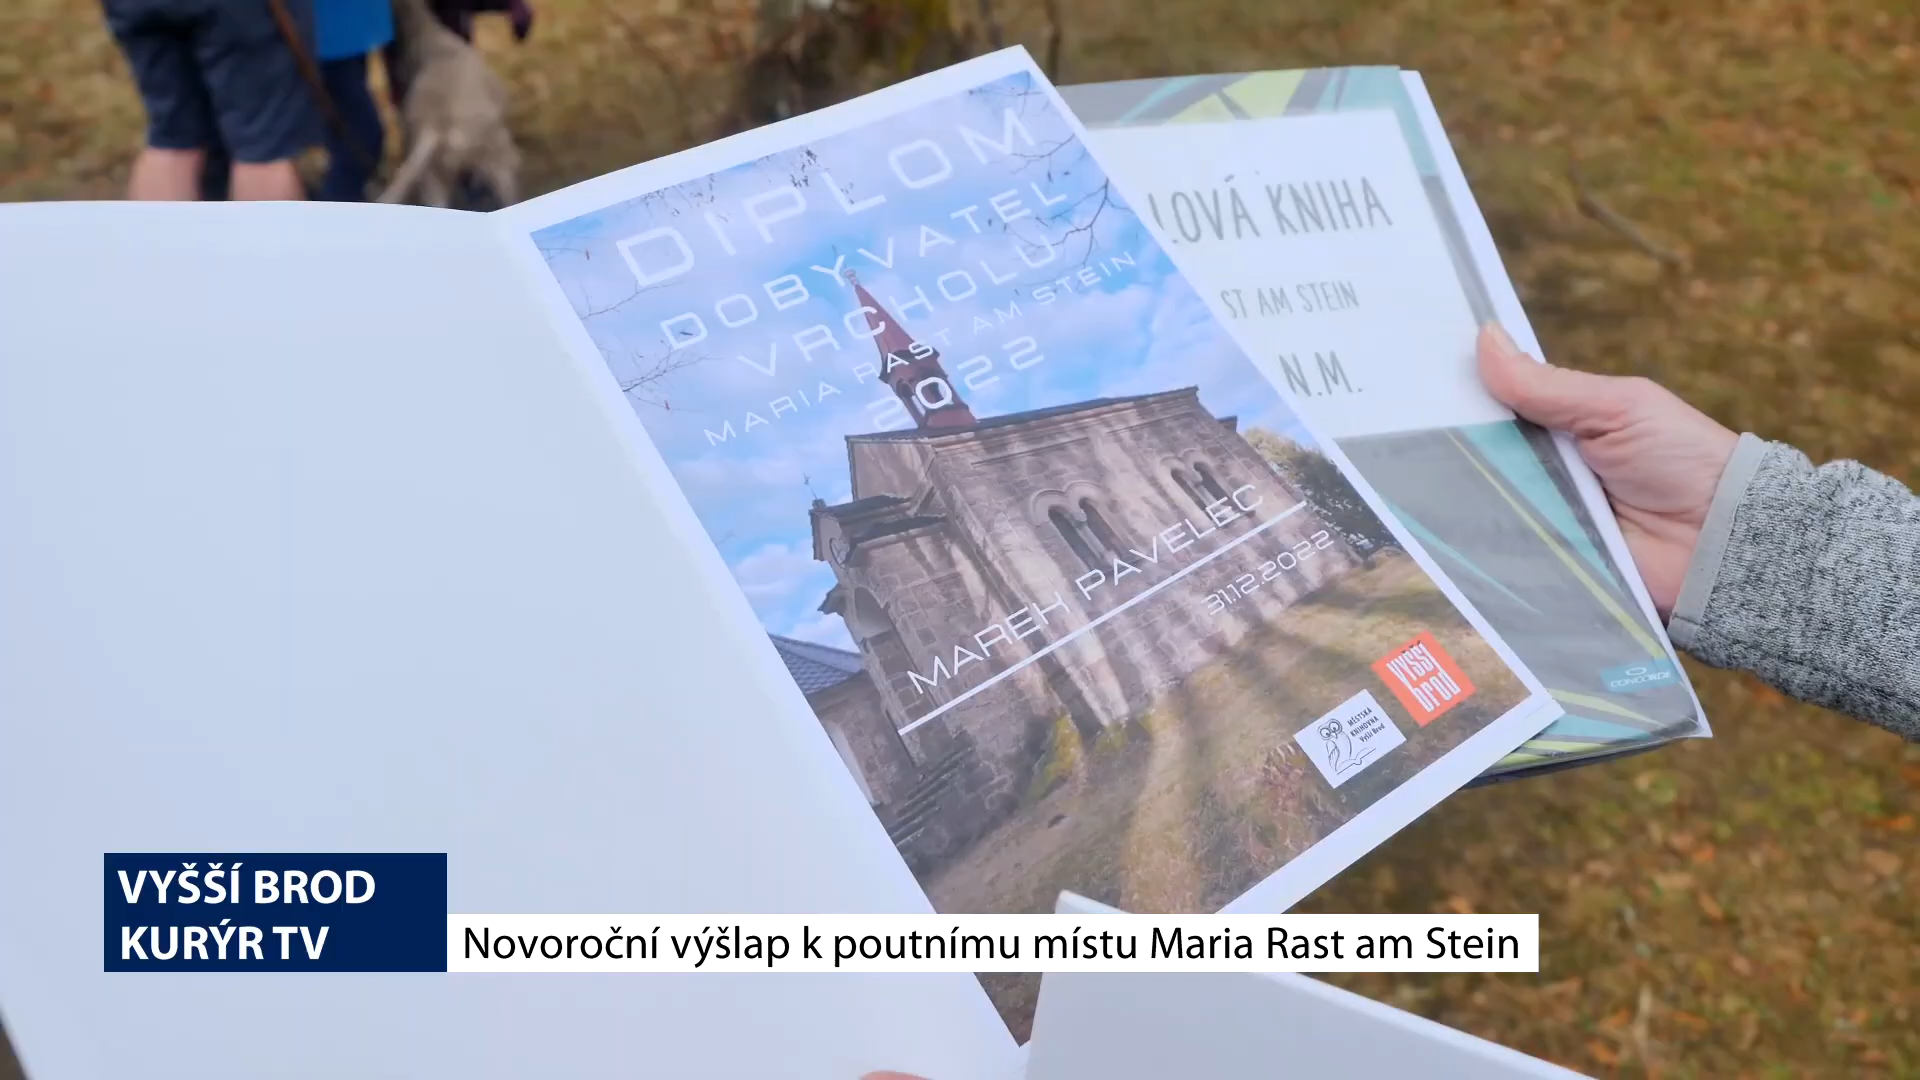 DIPLOM
DOBYVATEL
VRCHOLU
MARIA RAST AM STEIN
2022
MAREK PAVELEC
31.12.2022
VYŠŠÍ
brod
MĚSTSKÁ
KNIHOVNA
Vyšší Brod
LOVÁ KNIHA
ST AM STEIN
N.M.
CONCORDE
VYŠŠÍ BROD
KURÝR TV
Novoroční výšlap k poutnímu místu Maria Rast am Stein